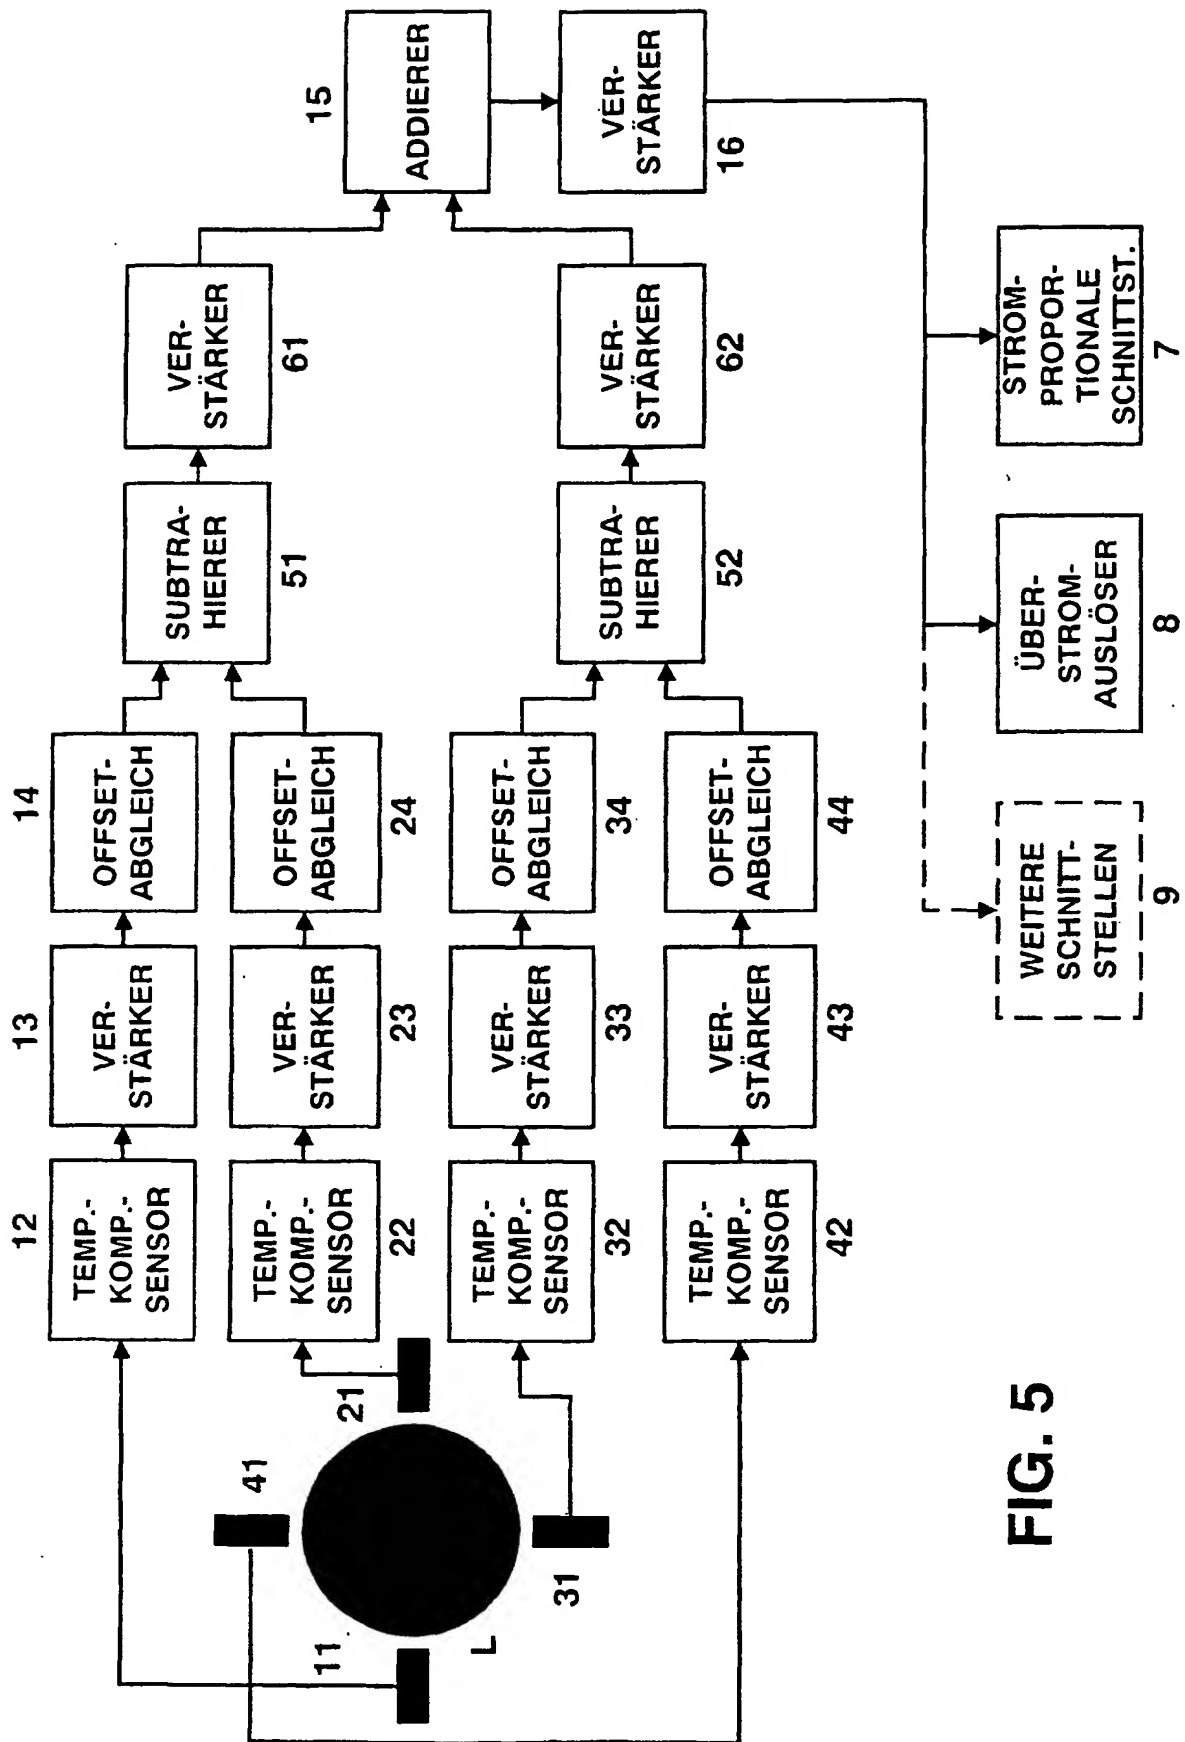 12
TEMP.-
KOMP.-
SENSOR
13
VER-
STÄRKER
14
OFFSET-
ABGLEICH
22
TEMP.-
KOMP.-
SENSOR
23
VER-
STÄRKER
24
OFFSET-
ABGLEICH
SUBTRA-
HIERER
51
VER-
STÄRKER
61
32
TEMP.-
KOMP.-
SENSOR
33
VER-
STÄRKER
34
OFFSET-
ABGLEICH
42
TEMP.-
KOMP.-
SENSOR
43
VER-
STÄRKER
44
OFFSET-
ABGLEICH
SUBTRA-
HIERER
52
VER-
STÄRKER
62
15
ADDIERER
VER-
STÄRKER
16
11
41
21
31
L
WEITERE
SCHNITT-
STELLEN
9
ÜBER-
STROM-
AUSLÖSER
8
STROM-
PROPOR-
TIONALE
SCHNITTST.
7
FIG. 5